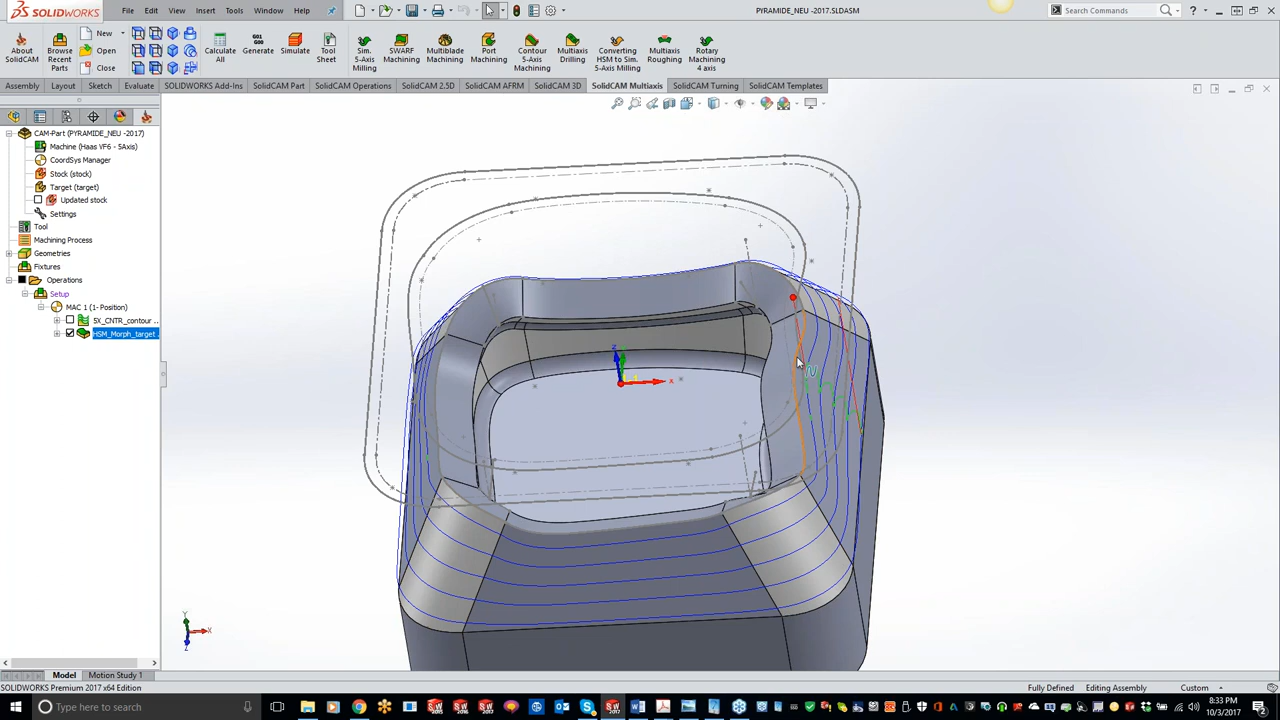 SOLIDWORKS
File Edit View Insert Tools Window Help
PYRAMIDE_NEU -2017.SLDASM
Search Commands
About SolidCAM
Browse Recent Parts
New
Open
Close
Calculate All
G01 G00
Generate
Simulate
Tool Sheet
Sim. 5-Axis Milling
SWARF Machining
Multiblade Machining
Port Machining
Contour 5-Axis Machining
Multiaxis Drilling
Converting HSM to Sim. 5-Axis Milling
Multiaxis Roughing
Rotary Machining 4 axis
Assembly Layout Sketch Evaluate SOLIDWORKS Add-Ins SolidCAM Part SolidCAM Operations SolidCAM 2.5D SolidCAM AFRM SolidCAM 3D SolidCAM Multiaxis SolidCAM Turning SolidCAM Templates
CAM-Part (PYRAMIDE_NEU -2017)
Machine (Haas VF6 - 5Axis)
CoordSys Manager
Stock (stock)
Target (target)
Updated stock
Settings
Tool
Machining Process
Geometries
Fixtures
Operations
Setup
MAC 1 (1- Position)
5X_CNTR_contour ..
HSM_Morph_target .
Z
X
Y
X
Z
Model Motion Study 1
SOLIDWORKS Premium 2017 x64 Edition
Fully Defined Editing Assembly Custom
Type here to search
8:33 PM
10/3/2017